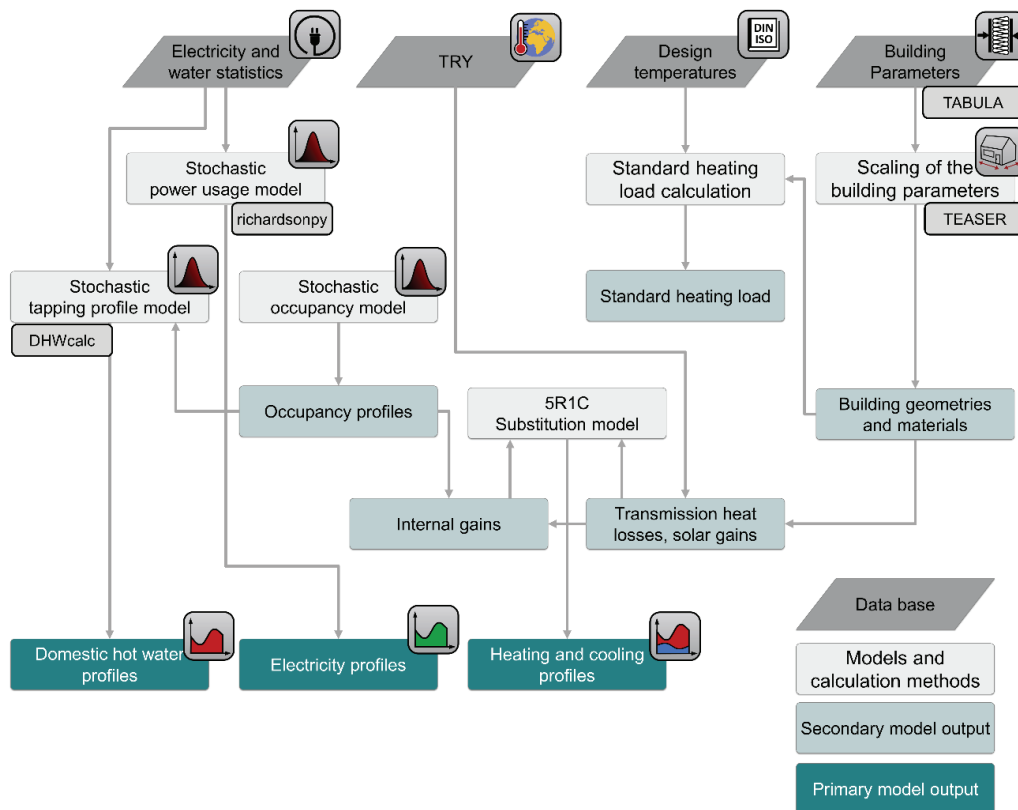 Electricity and
water statistics
TRY
Design
temperatures
DIN
ISO
Building
Parameters
TABULA
Stochastic
power usage model
richardsonpy
Standard heating
load calculation
Scaling of the
building parameters
TEASER
Stochastic
tapping profile model
DHWcalc
Stochastic
occupancy model
Standard heating load
Occupancy profiles
5R1C
Substitution model
Building geometries
and materials
Internal gains
Transmission heat
losses, solar gains
Domestic hot water
profiles
Electricity profiles
Heating and cooling
profiles
Data base
Models and
calculation methods
Secondary model output
Primary model output